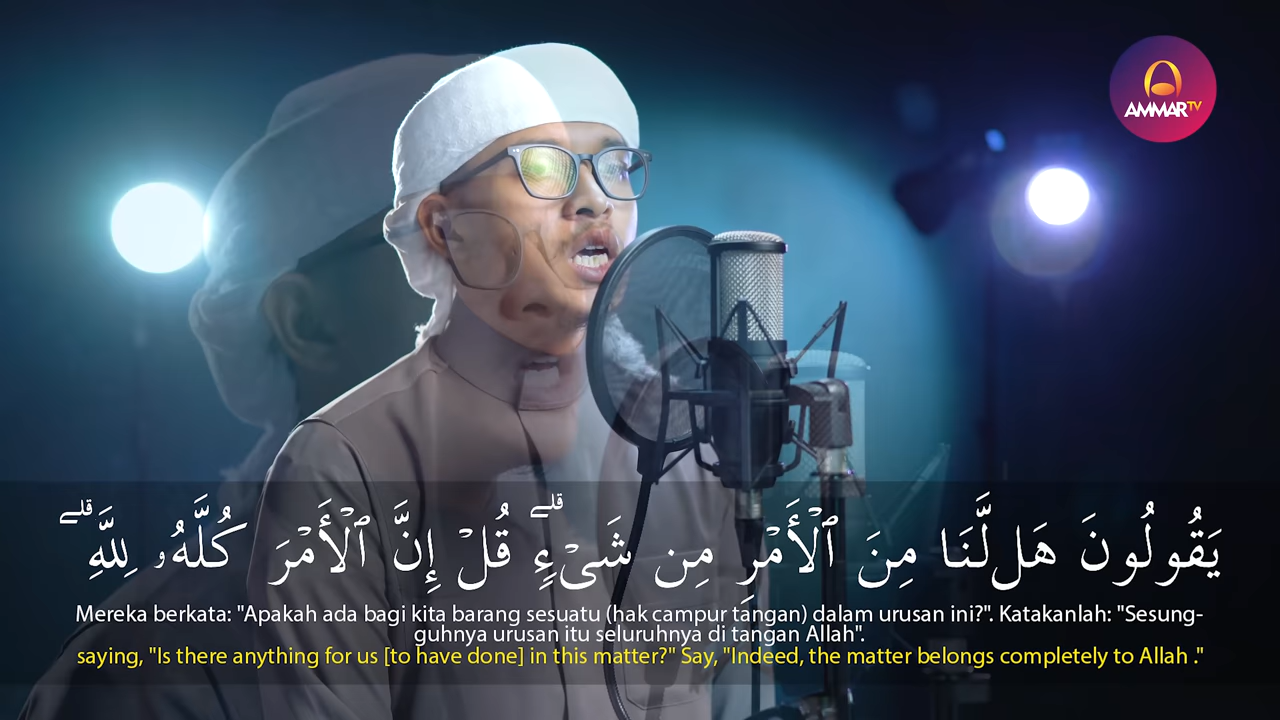 AMMARTV
يَقُولُونَ هَل لَّنَا مِنَ ٱلْأَمْرِ مِن شَىْءٍۢ ۗ قُلْ إِنَّ ٱلْأَمْرَ كُلَّهُۥ لِلَّهِ ۗ
Mereka berkata: "Apakah ada bagi kita barang sesuatu (hak campur tangan) dalam urusan ini?". Katakanlah: "Sesung-
guhnya urusan itu seluruhnya di tangan Allah".
saying, "Is there anything for us [to have done] in this matter?" Say, "Indeed, the matter belongs completely to Allah ."